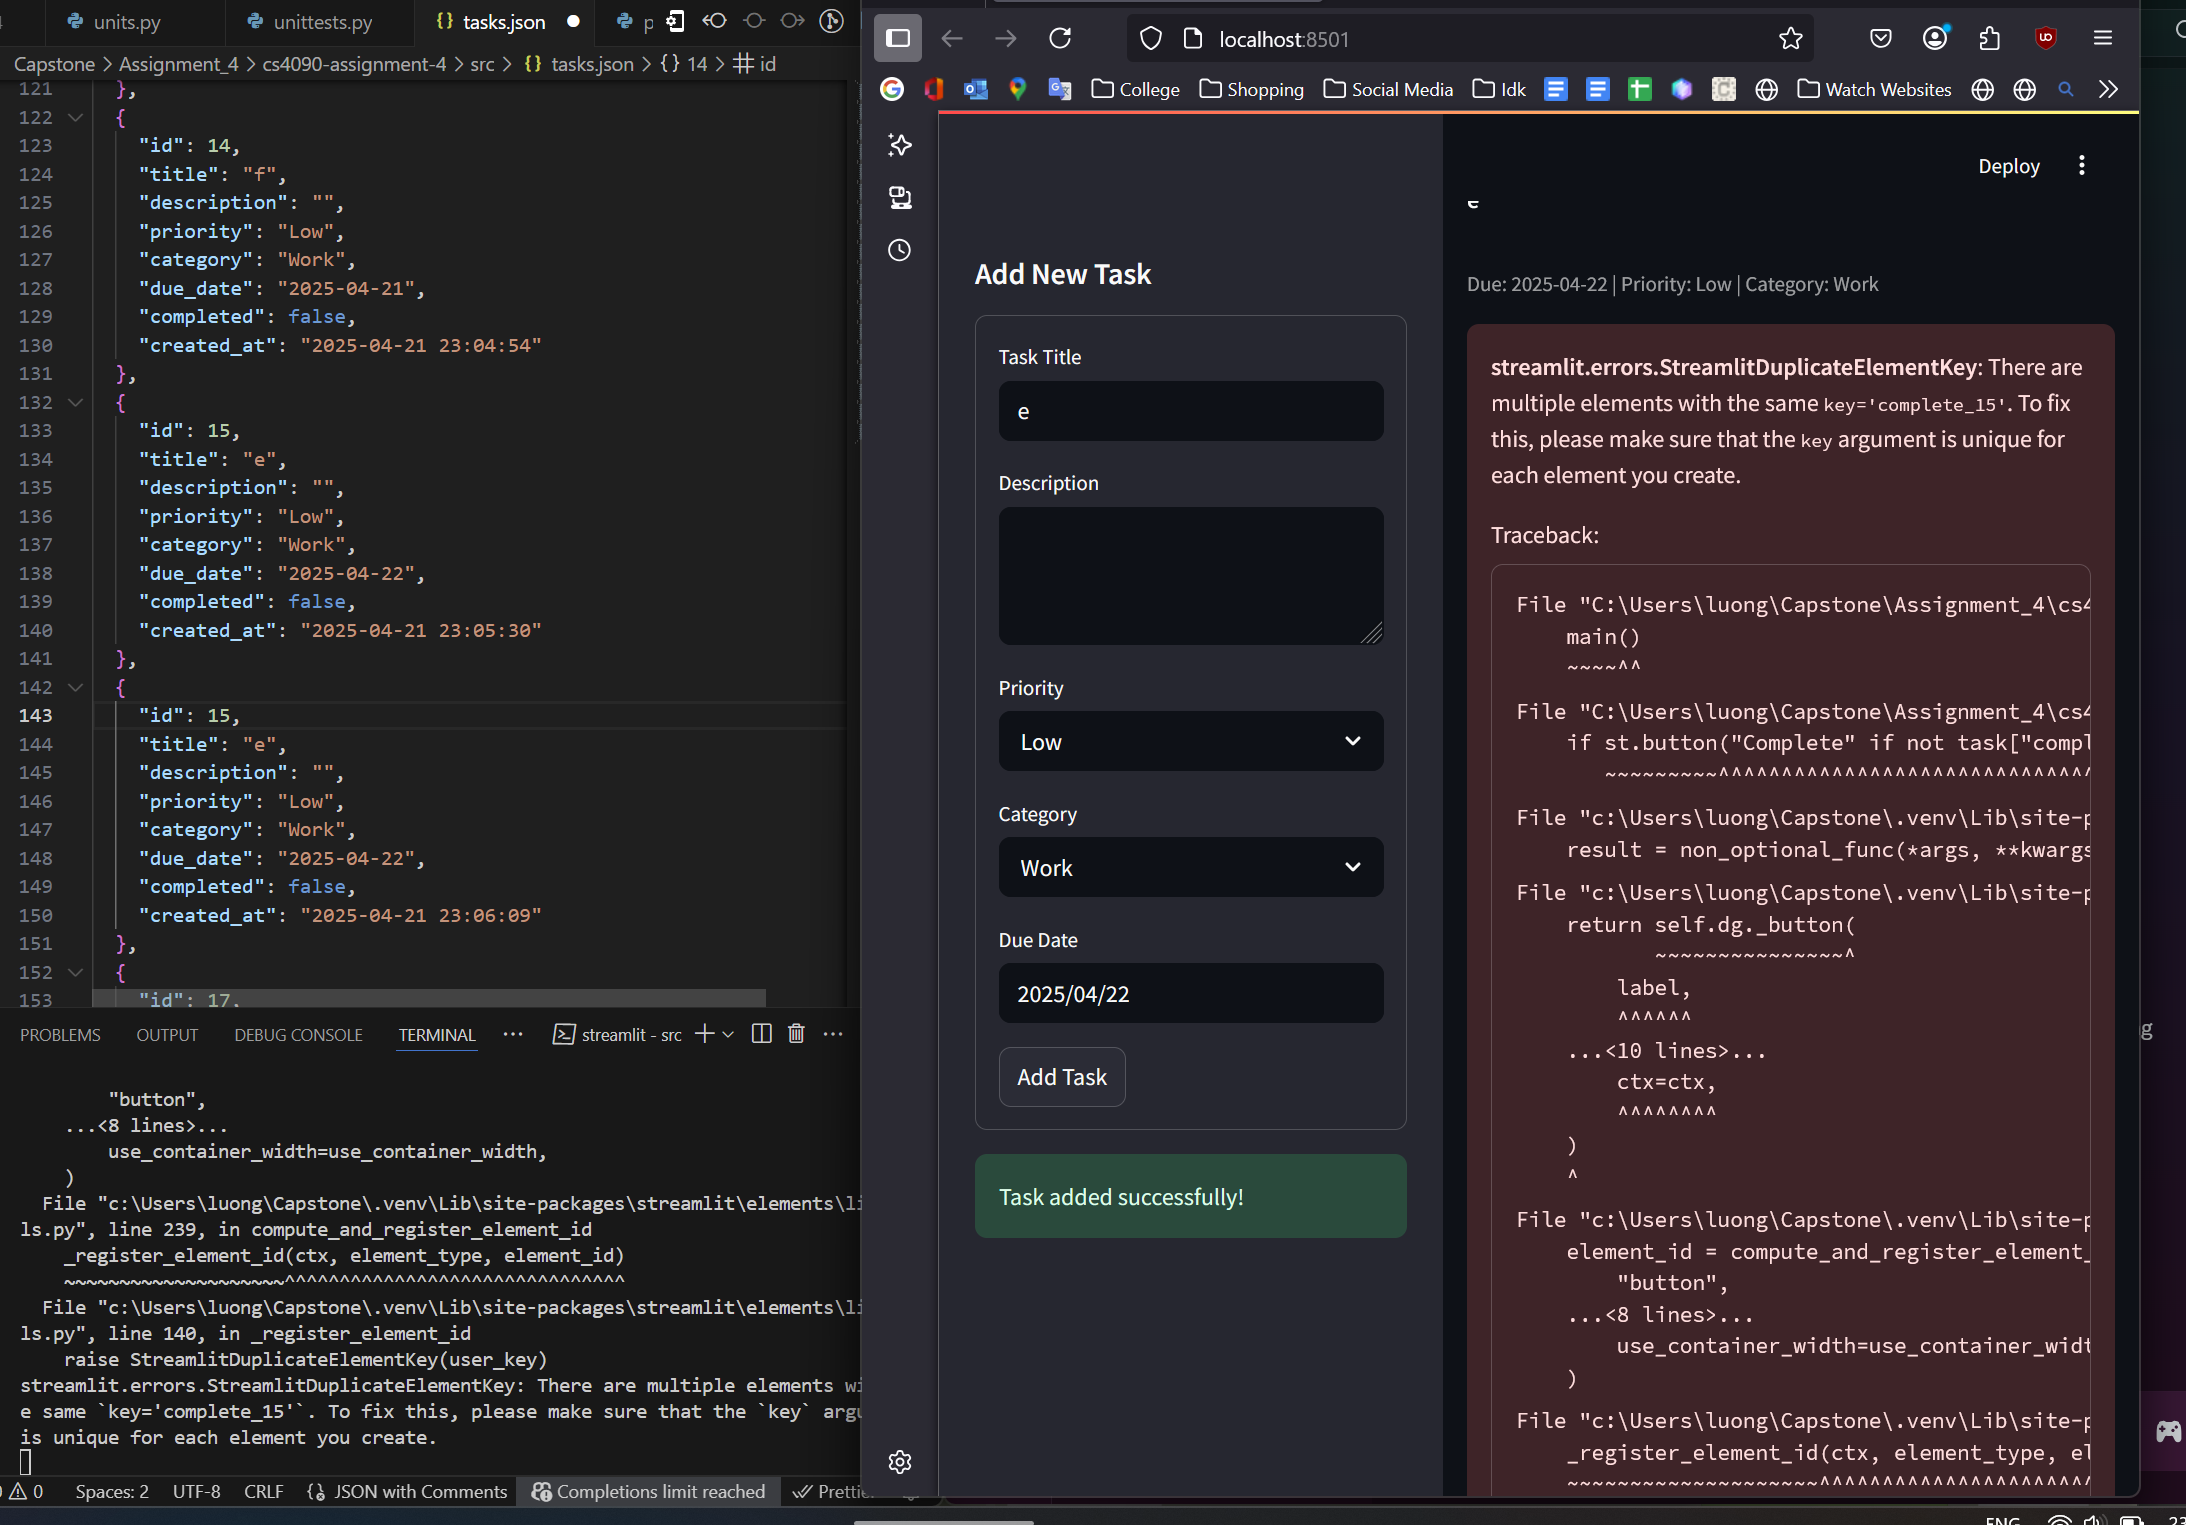 units.py
unittests.py
tasks.json
Capstone > Assignment_4 > cs4090-assignment-4 > src > {} tasks.json > {} 14 > # id
121 },
122 {
123 "id": 14,
124 "title": "f",
125 "description": "",
126 "priority": "Low",
127 "category": "Work",
128 "due_date": "2025-04-21",
129 "completed": false,
130 "created_at": "2025-04-21 23:04:54"
131 },
132 {
133 "id": 15,
134 "title": "e",
135 "description": "",
136 "priority": "Low",
137 "category": "Work",
138 "due_date": "2025-04-22",
139 "completed": false,
140 "created_at": "2025-04-21 23:05:30"
141 },
142 {
143 "id": 15,
144 "title": "e",
145 "description": "",
146 "priority": "Low",
147 "category": "Work",
148 "due_date": "2025-04-22",
149 "completed": false,
150 "created_at": "2025-04-21 23:06:09"
151 },
152 {
153 "id": 17,
PROBLEMS OUTPUT DEBUG CONSOLE TERMINAL ... streamlit - src
"button",
...<8 lines>...
use_container_width=use_container_width,
)
File "c:\Users\luong\Capstone\.venv\Lib\site-packages\streamlit\elements\li
ls.py", line 239, in compute_and_register_element_id
_register_element_id(ctx, element_type, element_id)
~~~~~~~~~~~~~~~~~~~~^^^^^^^^^^^^^^^^^^^^^^^^^^^^^^^
File "c:\Users\luong\Capstone\.venv\Lib\site-packages\streamlit\elements\li
ls.py", line 140, in _register_element_id
raise StreamlitDuplicateElementKey(user_key)
streamlit.errors.StreamlitDuplicateElementKey: There are multiple elements wi
e same `key='complete_15'`. To fix this, please make sure that the `key` argu
is unique for each element you create.
0 Spaces: 2 UTF-8 CRLF {} JSON with Comments Completions limit reached Prettie
localhost:8501
College Shopping Social Media Idk Watch Websites
Add New Task
Task Title
e
Description
Priority
Low
Category
Work
Due Date
2025/04/22
Add Task
Task added successfully!
Deploy
e
Due: 2025-04-22 | Priority: Low | Category: Work
streamlit.errors.StreamlitDuplicateElementKey: There are
multiple elements with the same key='complete_15'. To fix
this, please make sure that the key argument is unique for
each element you create.
Traceback:
File "C:\Users\luong\Capstone\Assignment_4\cs4
main()
~~~~^^
File "C:\Users\luong\Capstone\Assignment_4\cs4
if st.button("Complete" if not task["compl
~~~~~~~~~^^^^^^^^^^^^^^^^^^^^^^^^^^^^^^
File "c:\Users\luong\Capstone\.venv\Lib\site-p
result = non_optional_func(*args, **kwargs
File "c:\Users\luong\Capstone\.venv\Lib\site-p
return self.dg._button(
~~~~~~~~~~~~~~~^
label,
^^^^^^
...<10 lines>...
ctx=ctx,
^^^^^^^^
)
^
File "c:\Users\luong\Capstone\.venv\Lib\site-p
element_id = compute_and_register_element_
"button",
...<8 lines>...
use_container_width=use_container_widt
)
File "c:\Users\luong\Capstone\.venv\Lib\site-p
_register_element_id(ctx, element_type, el
~~~~~~~~~~~~~~~~~~~~^^^^^^^^^^^^^^^^^^^^^^
g
ENG